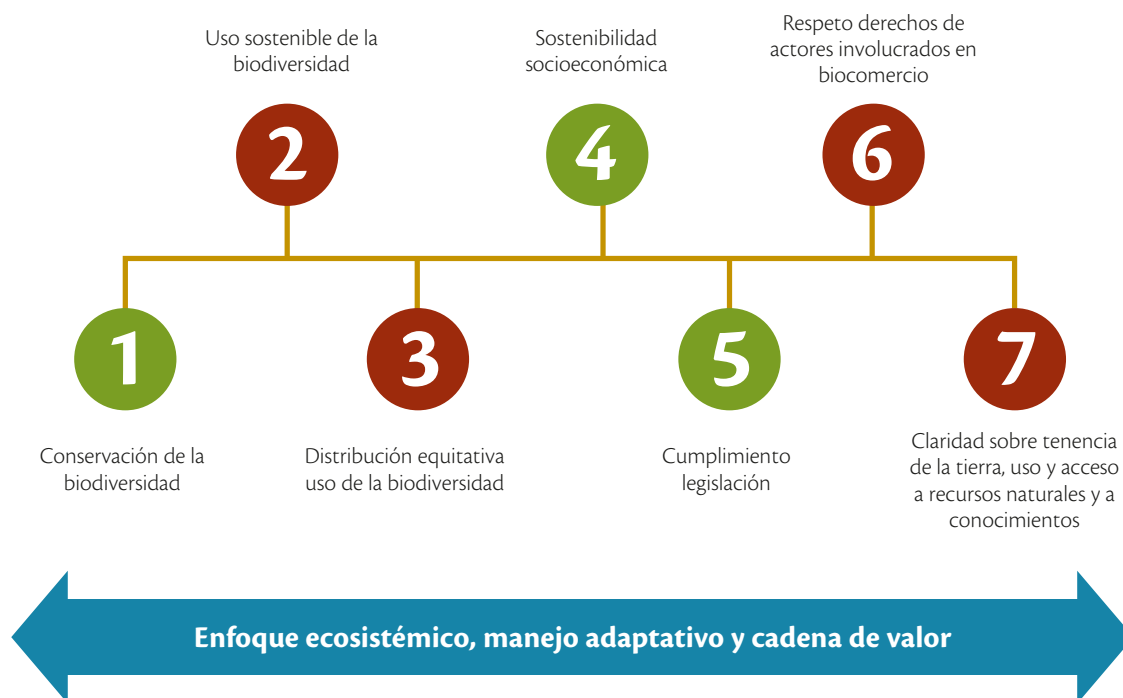 Uso sostenible de la
biodiversidad
Sostenibilidad
socioeconómica
Respeto derechos de
actores involucrados en
biocomercio
2
4
6
1
3
5
7
Conservación de la
biodiversidad
Distribución equitativa
uso de la biodiversidad
Cumplimiento
legislación
Claridad sobre tenencia
de la tierra, uso y acceso
a recursos naturales y a
conocimientos
Enfoque ecosistémico, manejo adaptativo y cadena de valor